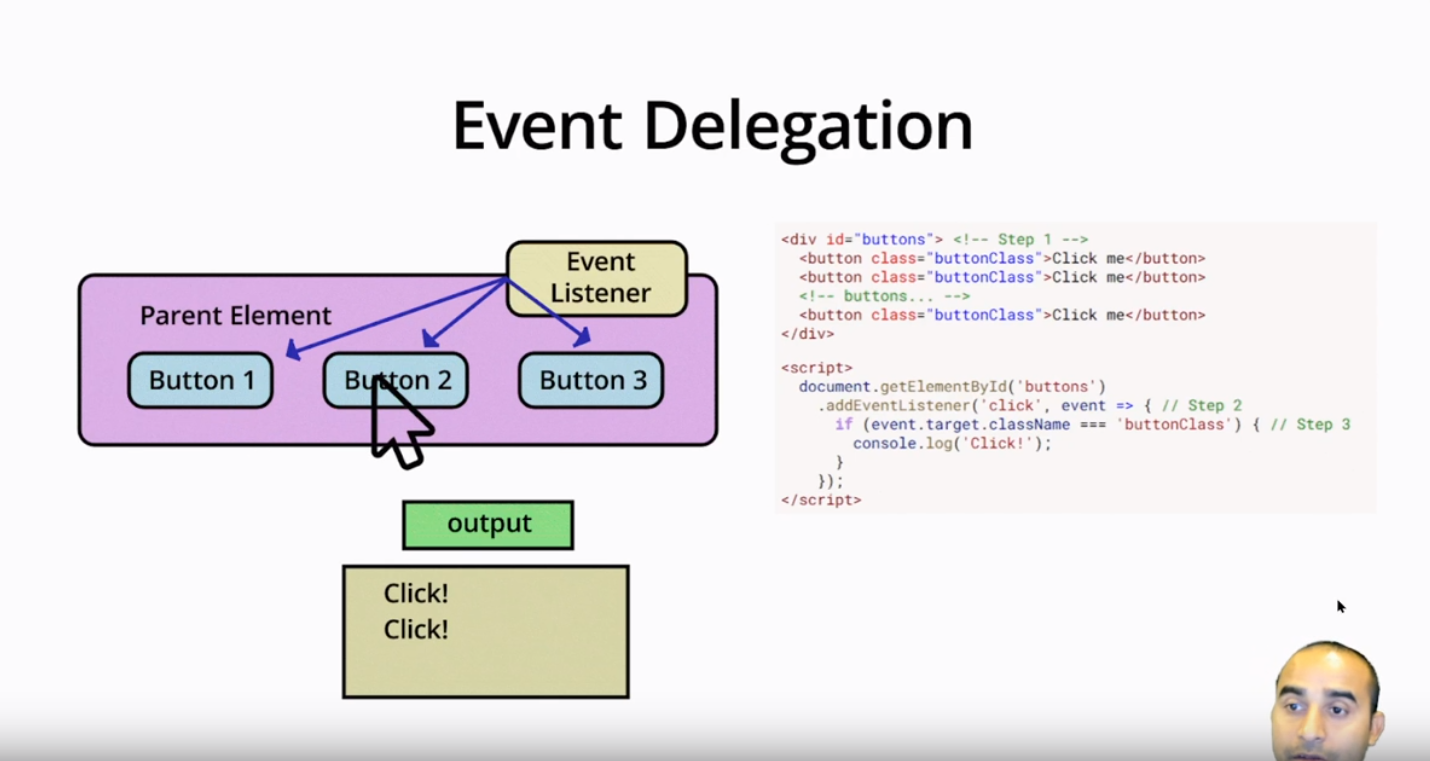 Event Delegation
Event
Listener
Parent Element
Button 1
Button 2
Button 3
output
Click!
Click!
<div id="buttons"> <!-- Step 1 -->
<button class="buttonClass">Click me</button>
<button class="buttonClass">Click me</button>
<!-- buttons... -->
<button class="buttonClass">Click me</button>
</div>
<script>
document.getElementById('buttons')
.addEventListener('click', event => { // Step 2
if (event.target.className === 'buttonClass') { // Step 3
console.log('Click!');
}
});
</script>